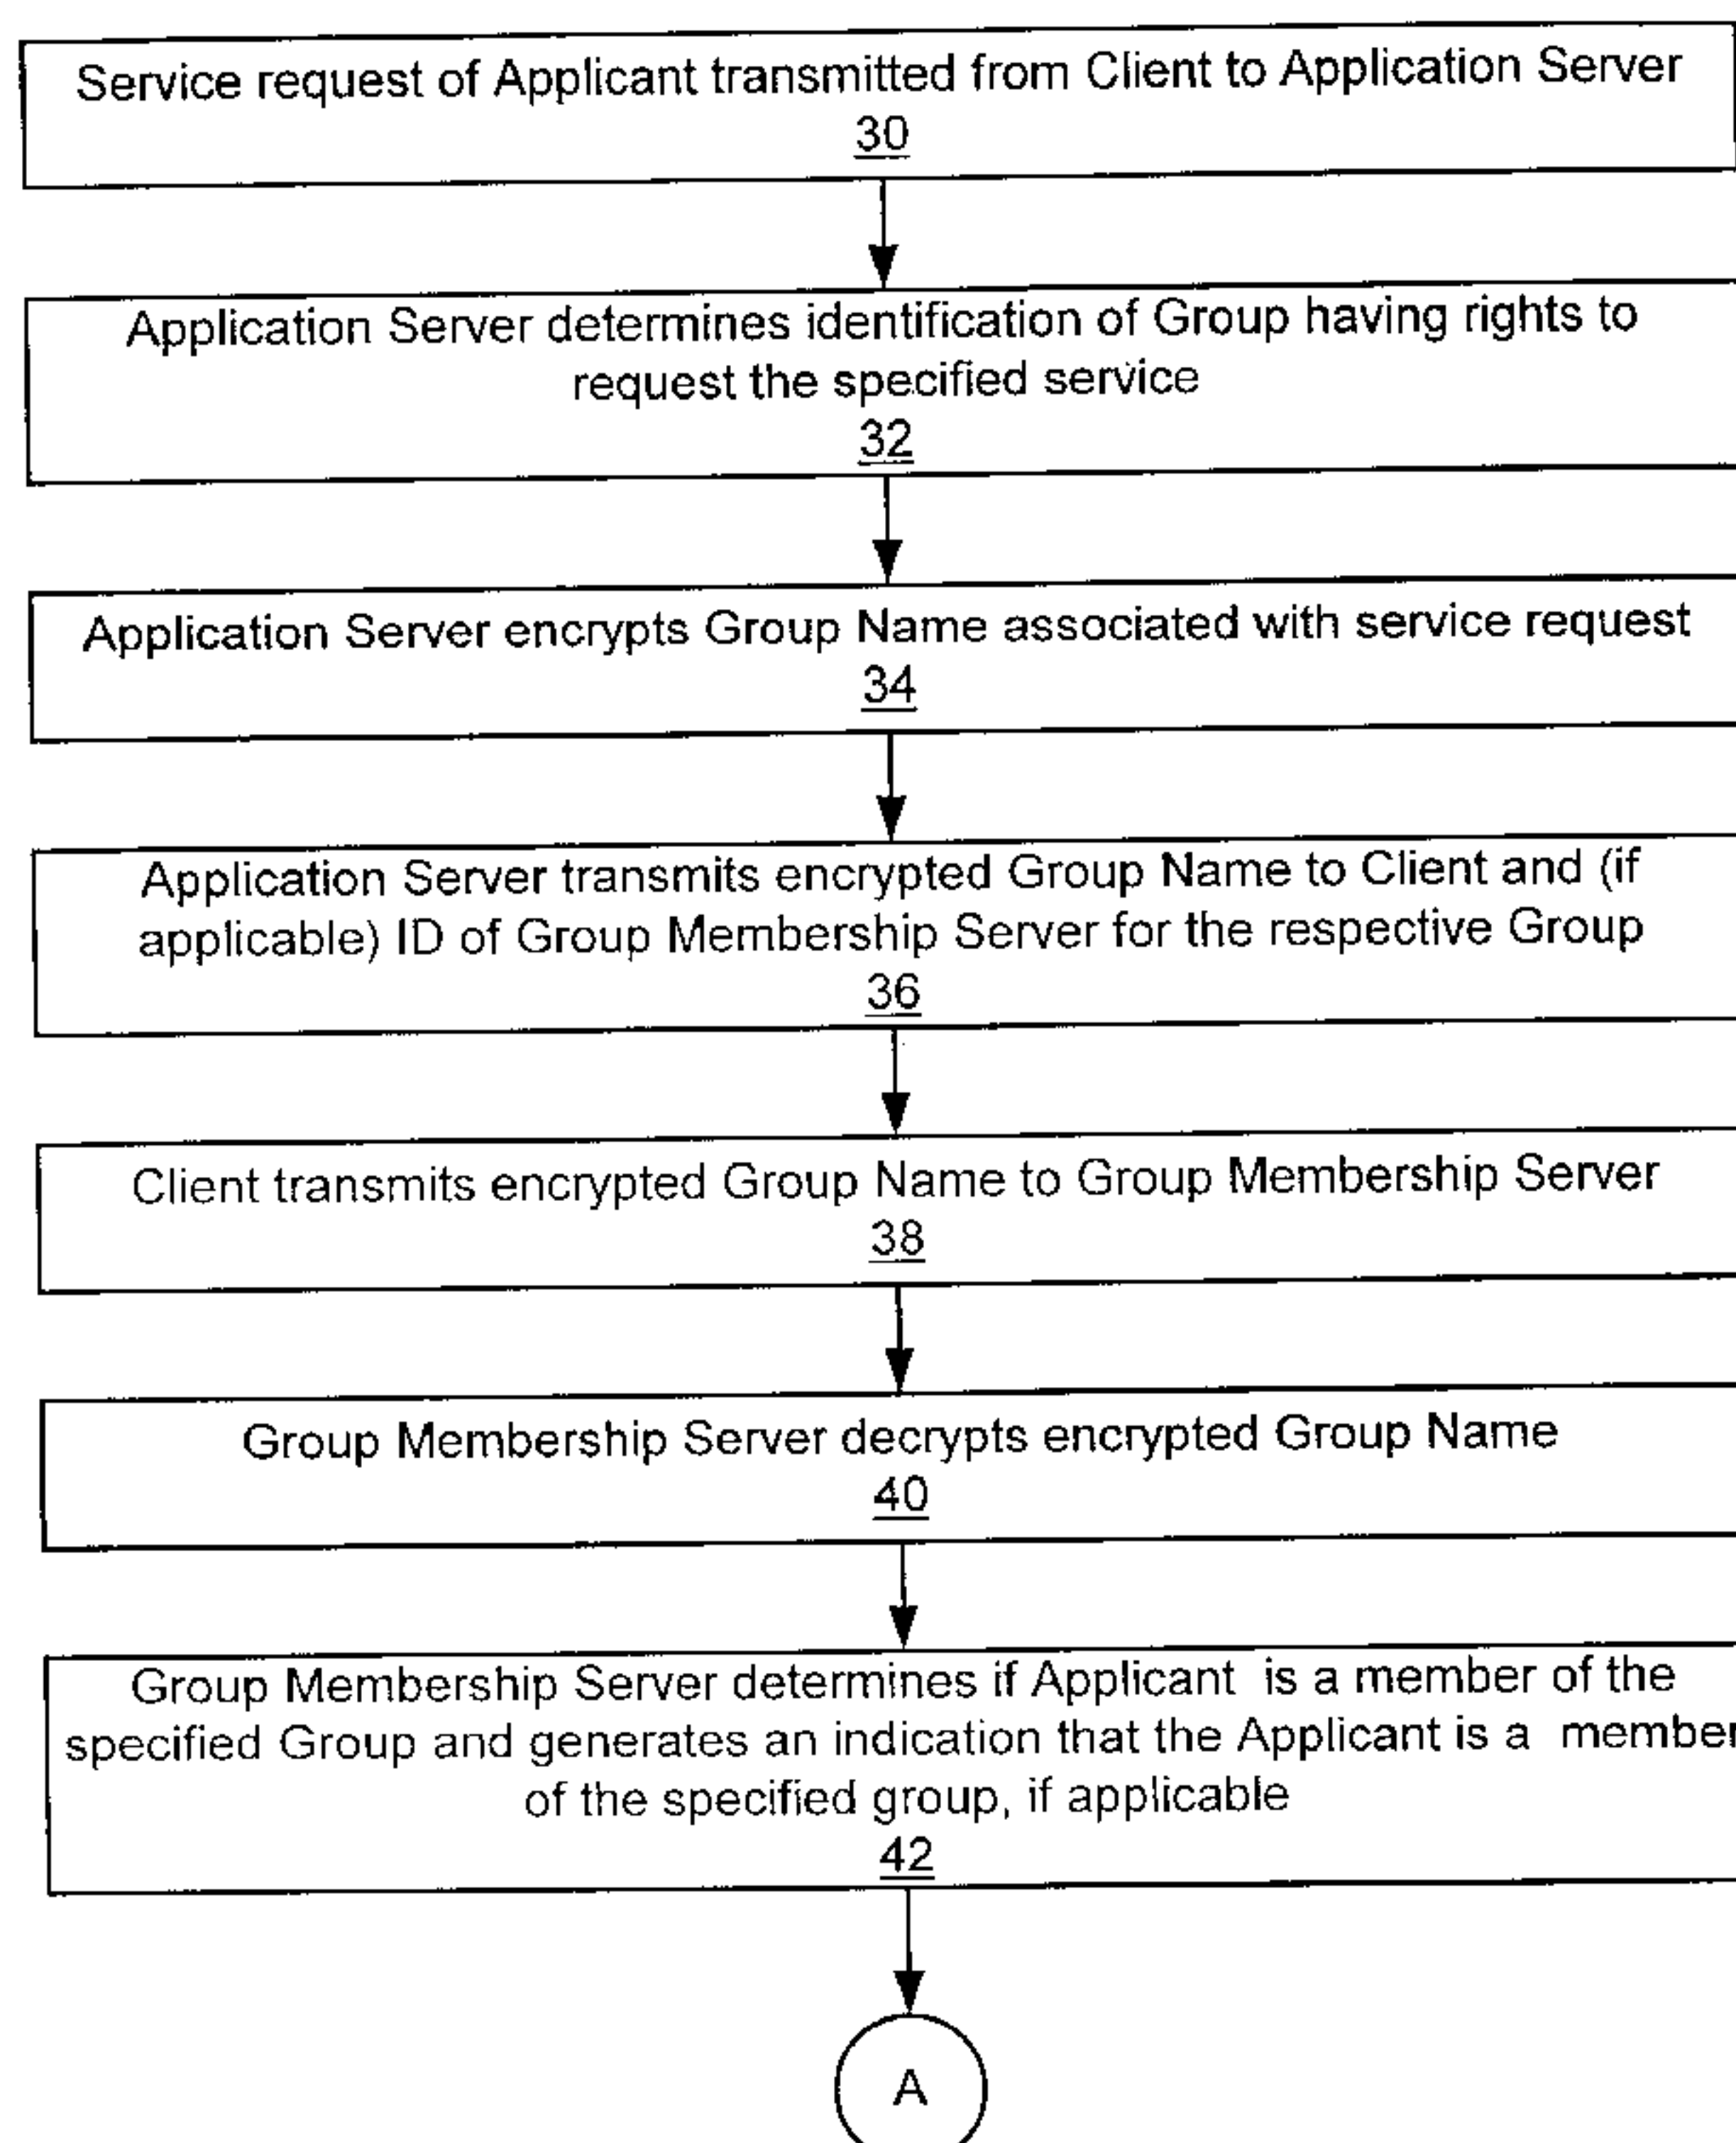 Service request of Applicant transmitted from Client to Application Server
30
Application Server determines identification of Group having rights to
request the specified service
32
Application Server encrypts Group Name associated with service request
34
Application Server transmits encrypted Group Name to Client and (if
applicable) ID of Group Membership Server for the respective Group
36
Client transmits encrypted Group Name to Group Membership Server
38
Group Membership Server decrypts encrypted Group Name
40
Group Membership Server determines if Applicant is a member of the
specified Group and generates an indication that the Applicant is a member
of the specified group, if applicable
42
A